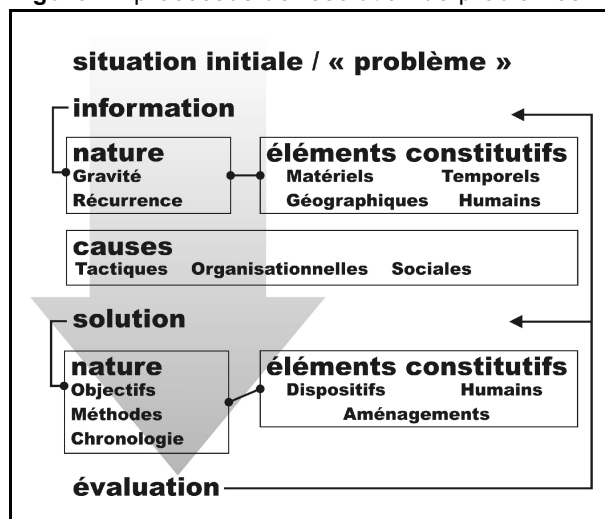 situation initiale / « problème »
information
nature
Gravité
Récurrence
éléments constitutifs
Matériels Temporels
Géographiques Humains
causes
Tactiques Organisationnelles Sociales
solution
nature
Objectifs
Méthodes
Chronologie
éléments constitutifs
Dispositifs Humains
Aménagements
évaluation